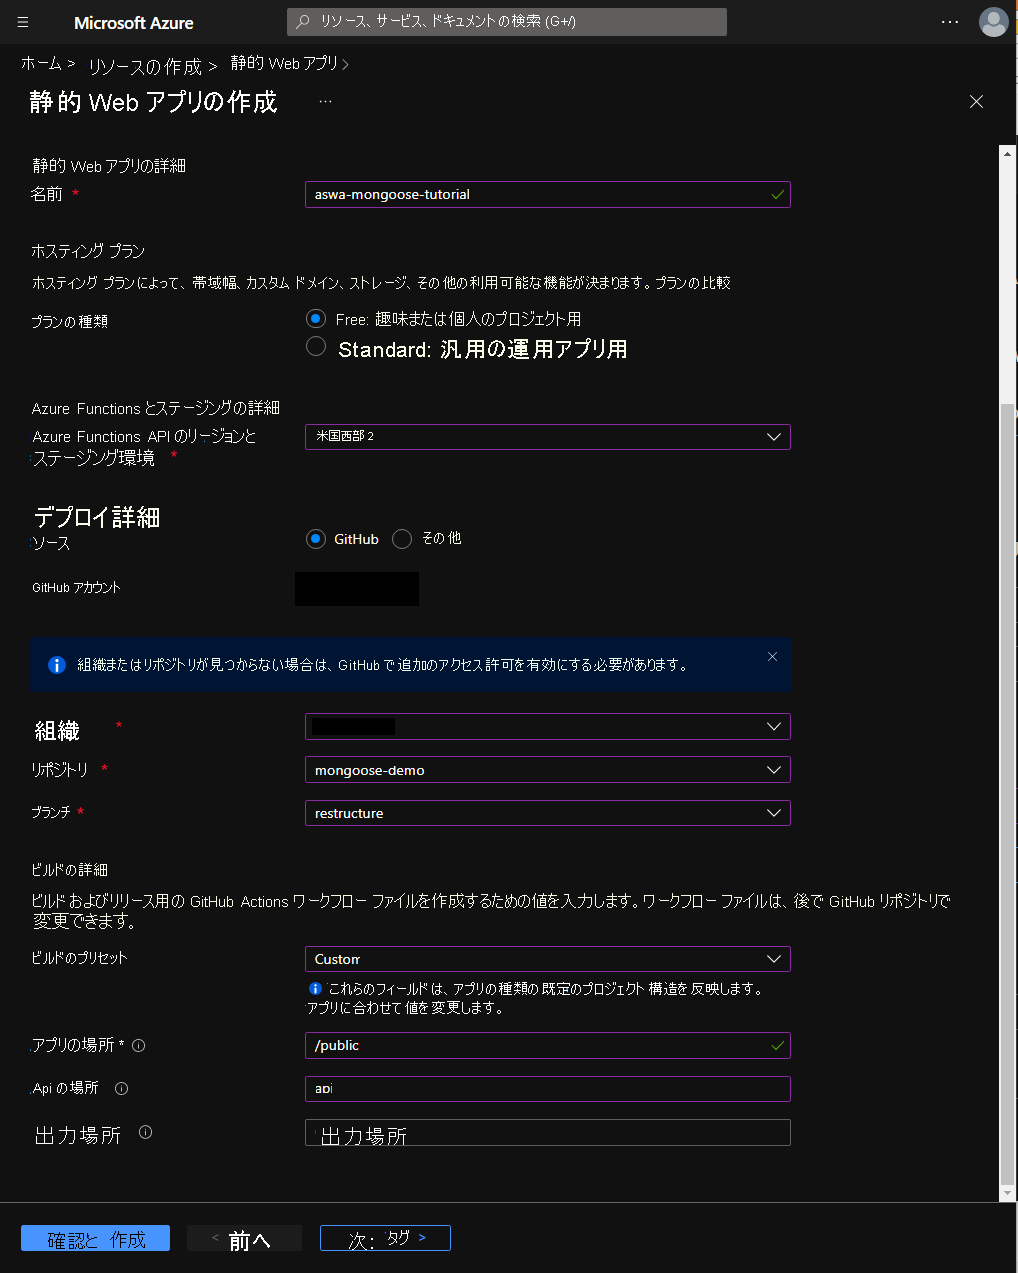 Microsoft Azure
リソース、サービス、ドキュメントの検索 (G+/)
ホーム > リソースの作成 > 静的 Web アプリ >
静的 Web アプリの作成 ...
静的 Web アプリの詳細
名前 *
aswa-mongoose-tutorial
ホスティング プラン
ホスティング プランによって、帯域幅、カスタム ドメイン、ストレージ、その他の利用可能な機能が決まります。プランの比較
プランの種類
Free: 趣味または個人のプロジェクト用
Standard: 汎用の運用アプリ用
Azure Functions とステージングの詳細
Azure Functions API のリージョンと
ステージング環境 *
米国西部 2
デプロイ詳細
ソース
GitHub その他
GitHub アカウント
組織またはリポジトリが見つからない場合は、GitHub で追加のアクセス許可を有効にする必要があります。
組織 *
リポジトリ *
mongoose-demo
ブランチ *
restructure
ビルドの詳細
ビルドおよびリリース用の GitHub Actions ワークフロー ファイルを作成するための値を入力します。ワークフロー ファイルは、後で GitHub リポジトリで
変更できます。
ビルドのプリセット
Custom
これらのフィールドは、アプリの種類の既定のプロジェクト構造を反映します。
アプリに合わせて値を変更します。
アプリの場所 *
/public
Api の場所
api
出力場所
出力場所
確認と 作成
< 前へ
次: タグ >